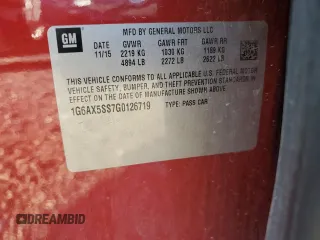 GM
MFD BY GENERAL MOTORS LLC
11/15 GVWR GAWR FRT GAWR RR
2219 KG 1030 KG 1189 KG
4894 LB 2272 LB 2622 LB
THIS VEHICLE CONFORMS TO ALL APPLICABLE U.S. FEDERAL MOTOR
VEHICLE SAFETY, BUMPER, AND THEFT PREVENTION STANDARDS IN
EFFECT ON THE DATE OF MANUFACTURE SHOWN ABOVE.
1G6AX5SS7G0126719 TYPE: PASS CAR
DREAMBID